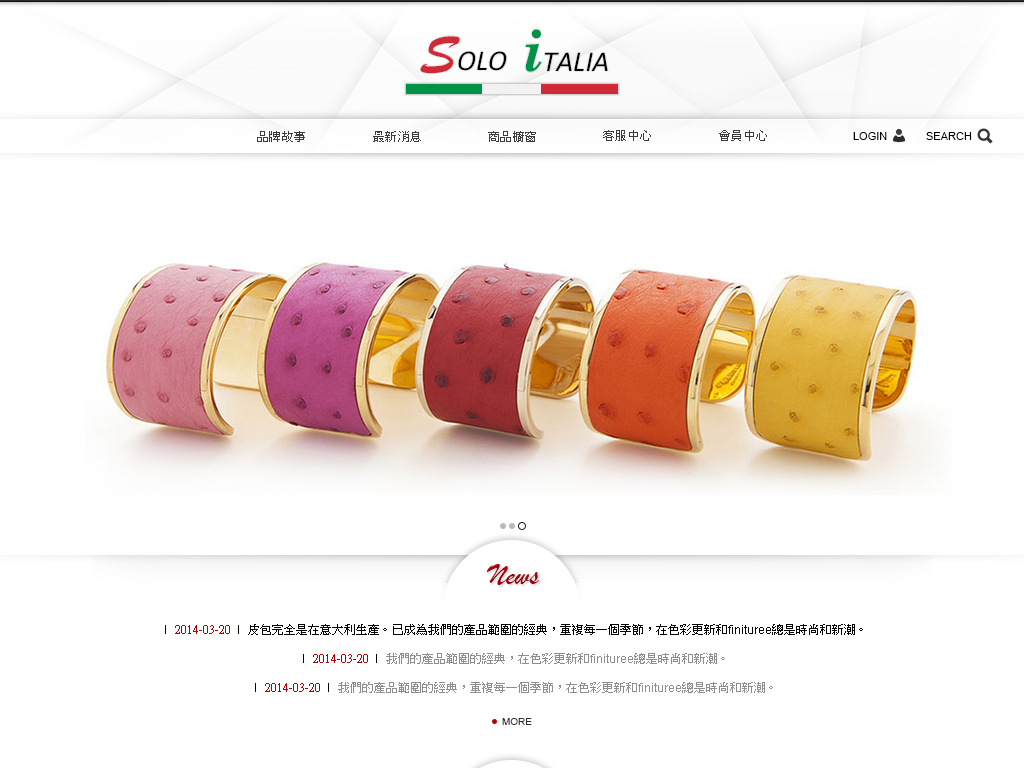 SOLO iTALIA
品牌故事 最新消息 商品櫥窗 客服中心 會員中心 LOGIN SEARCH
News
2014-03-20 皮包完全是在意大利生產。已成為我們的產品範圍的經典，重複每一個季節，在色彩更新和finituree總是時尚和新潮。
2014-03-20 我們的產品範圍的經典，在色彩更新和finituree總是時尚和新潮。
2014-03-20 我們的產品範圍的經典，重複每一個季節，在色彩更新和finituree總是時尚和新潮。
MORE